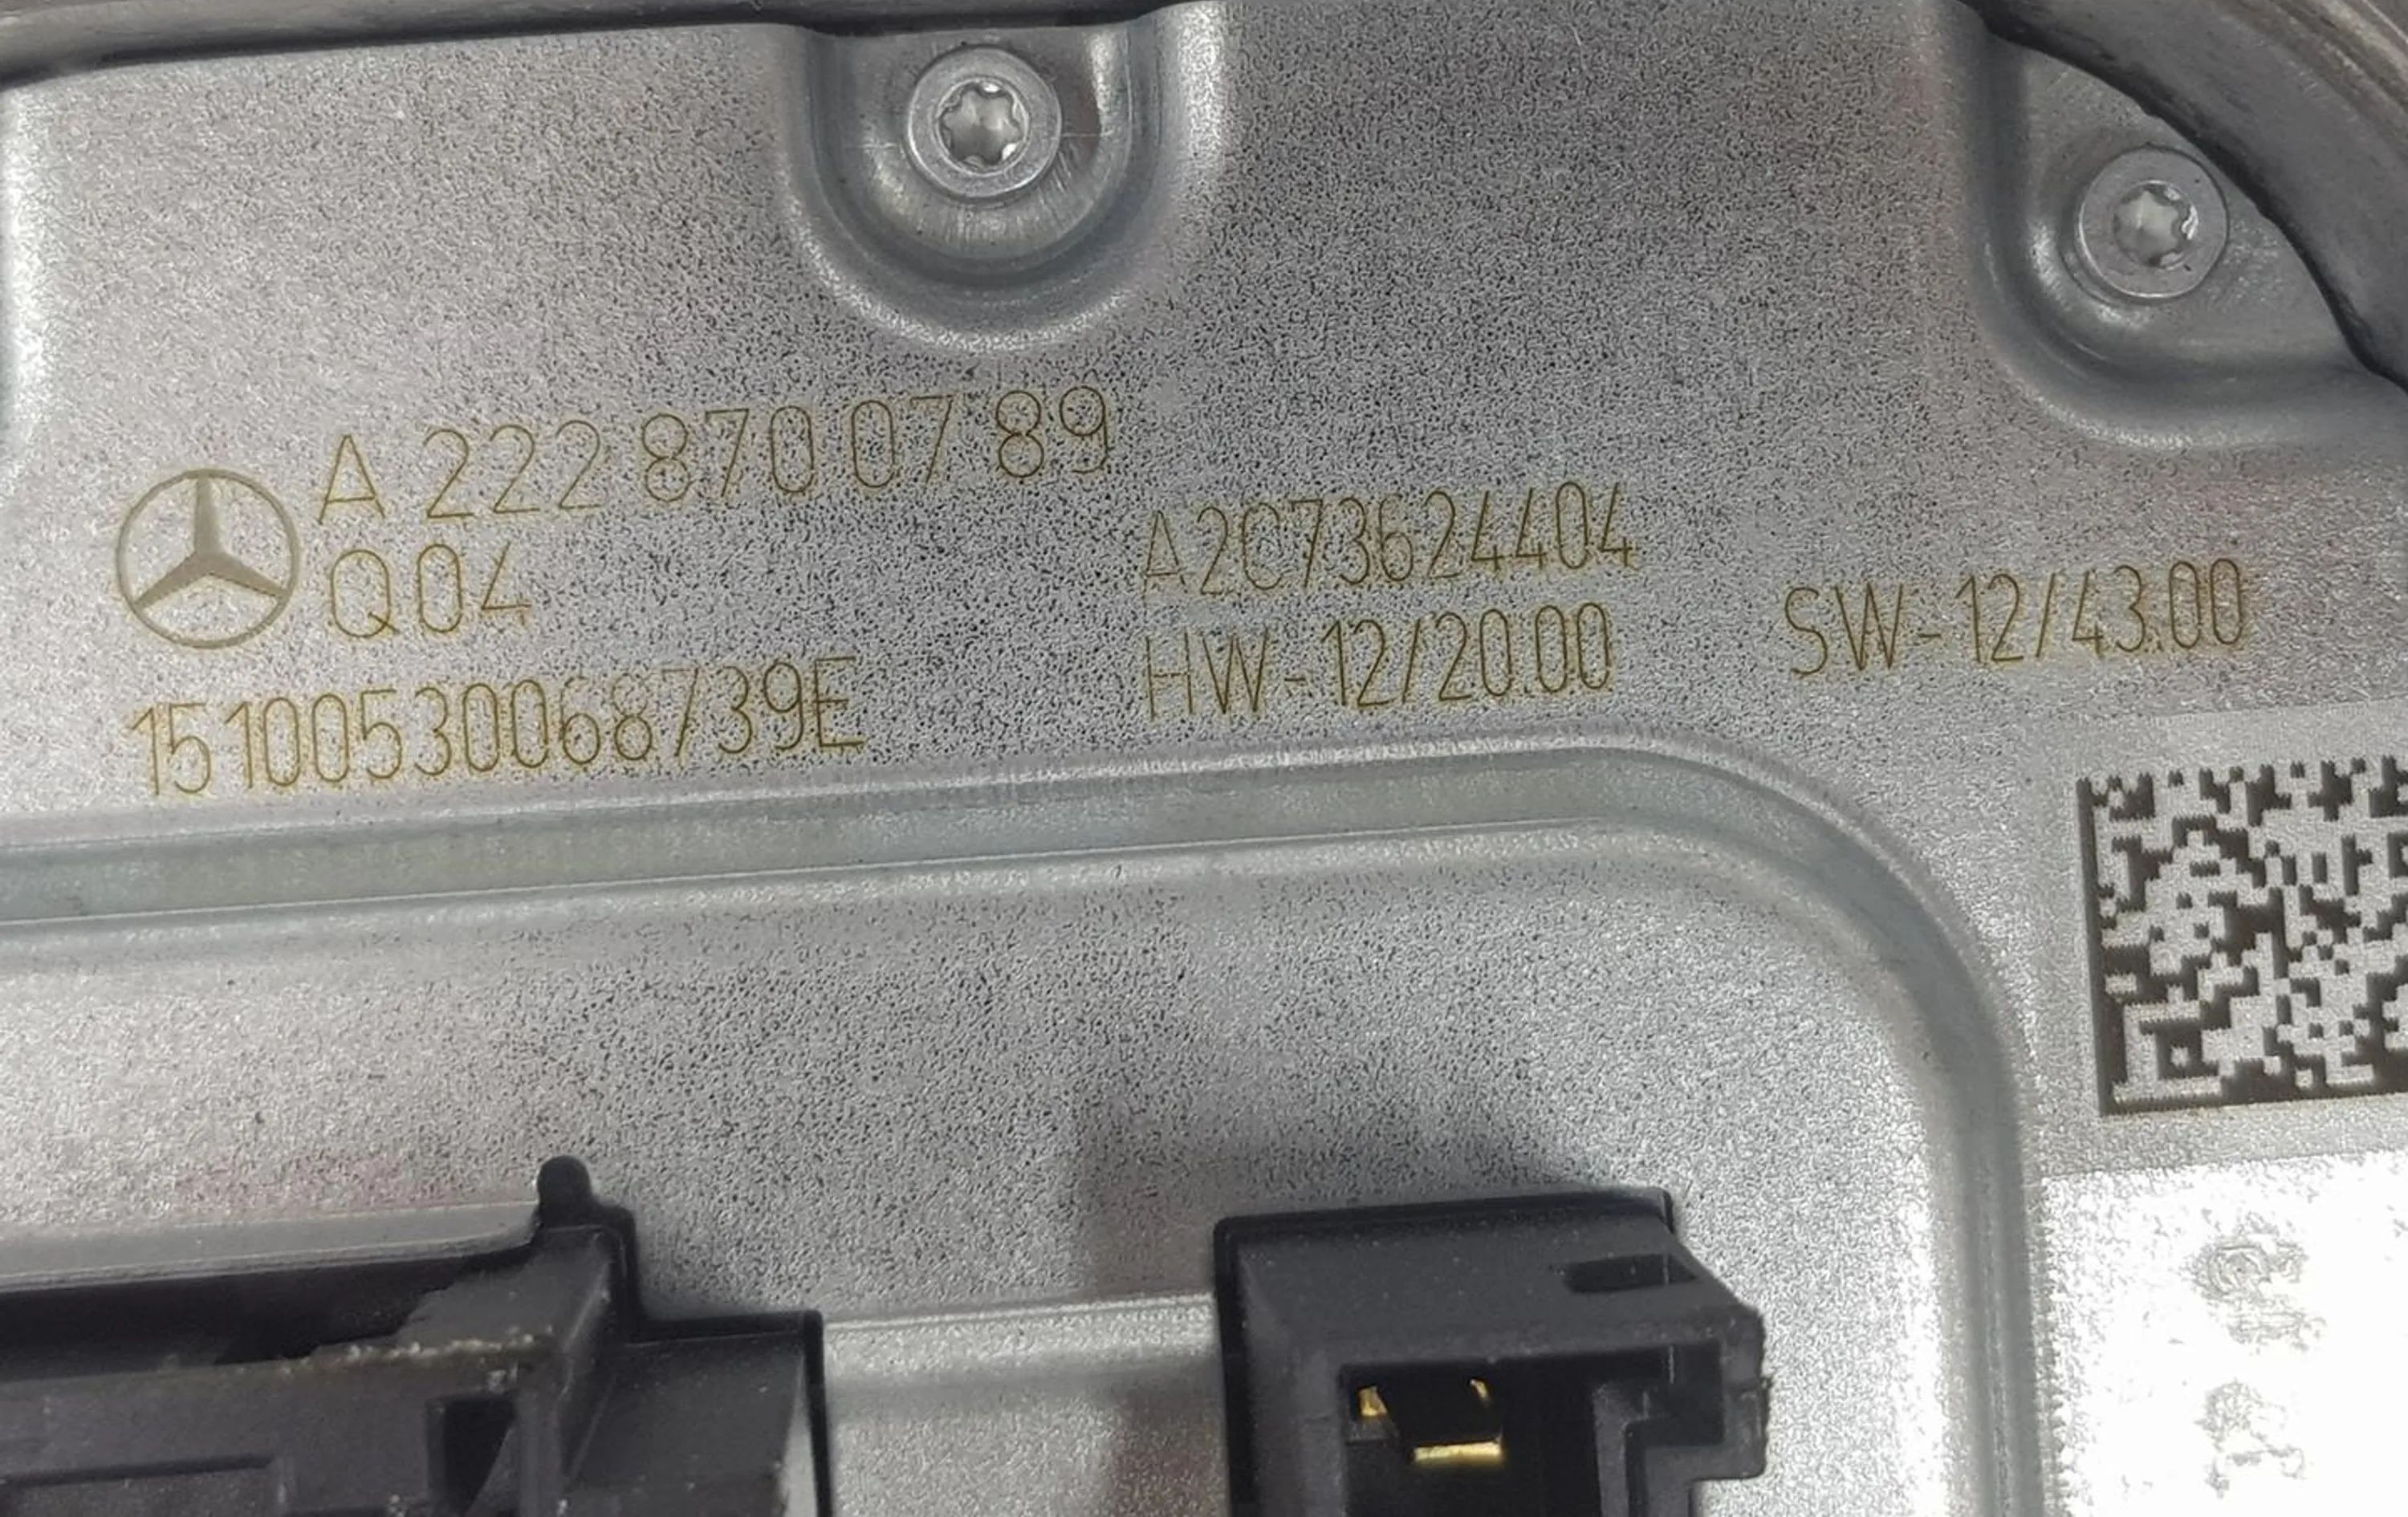 A 222 870 07 89
Q04
15100530068739E
A2C73624404
HW-12/20.00
SW-12/43.00